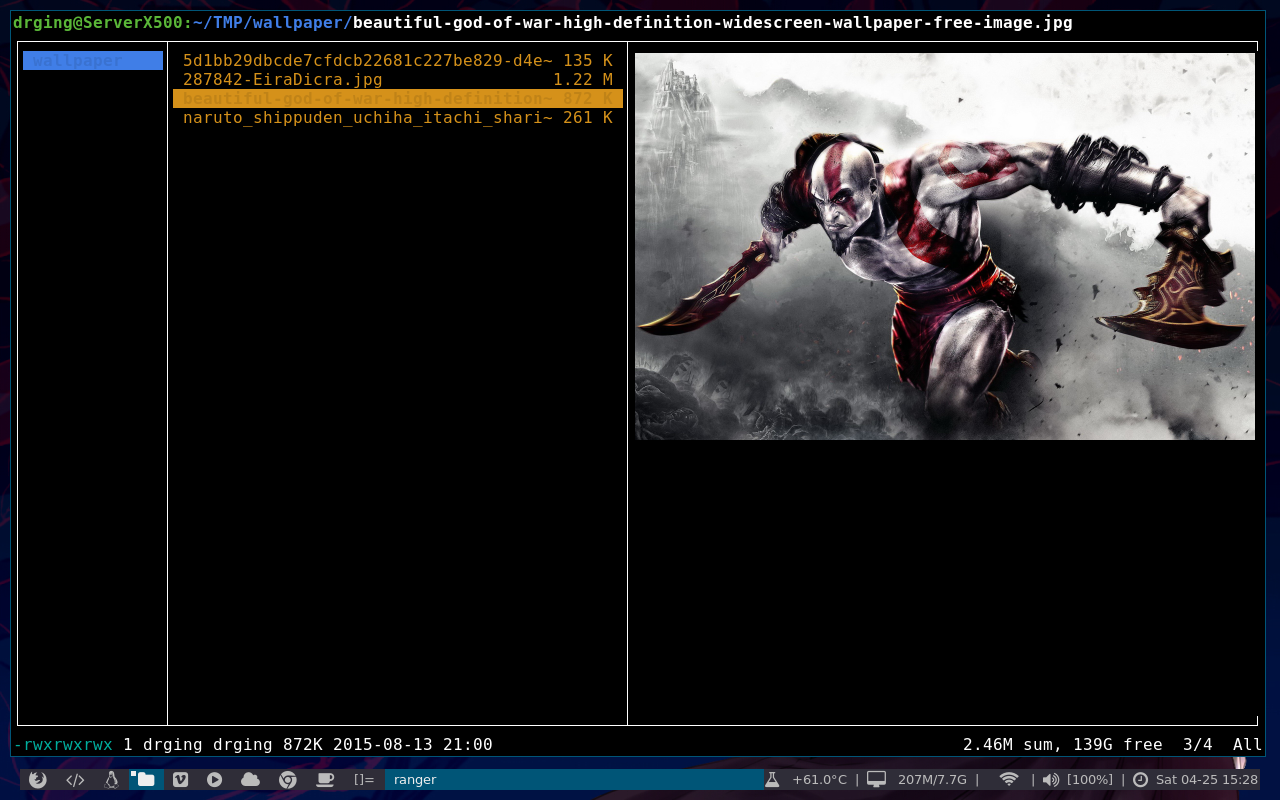 drging@ServerX500:~/TMP/wallpaper/beautiful-god-of-war-high-definition-widescreen-wallpaper-free-image.jpg
wallpaper
5d1bb29dbcde7cfdcb22681c227be829-d4e~ 135 K
287842-EiraDicra.jpg 1.22 M
beautiful-god-of-war-high-definition~ 872 K
naruto_shippuden_uchiha_itachi_shari~ 261 K
-rwxrwxrwx 1 drging drging 872K 2015-08-13 21:00 2.46M sum, 139G free 3/4 All
[]= ranger +61.0°C | 207M/7.7G | | [100%] | Sat 04-25 15:28